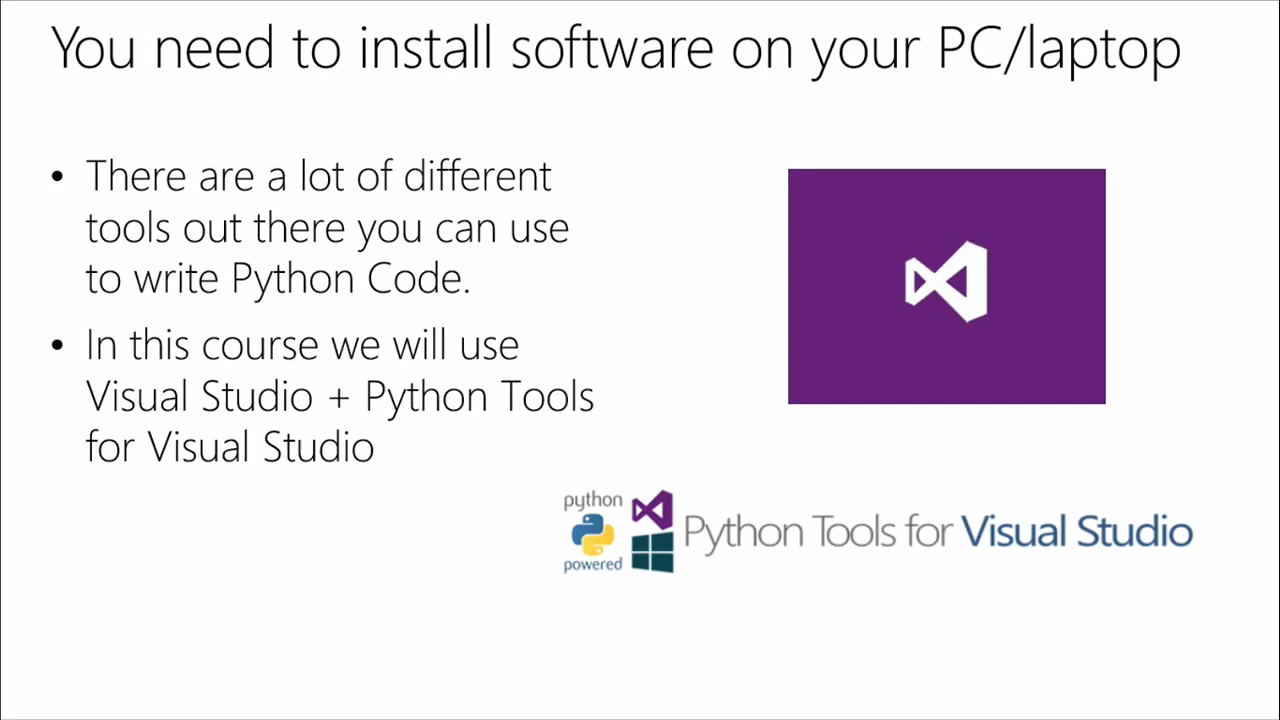 You need to install software on your PC/laptop
• There are a lot of different
tools out there you can use
to write Python Code.
• In this course we will use
Visual Studio + Python Tools
for Visual Studio
python
powered
Python Tools for Visual Studio